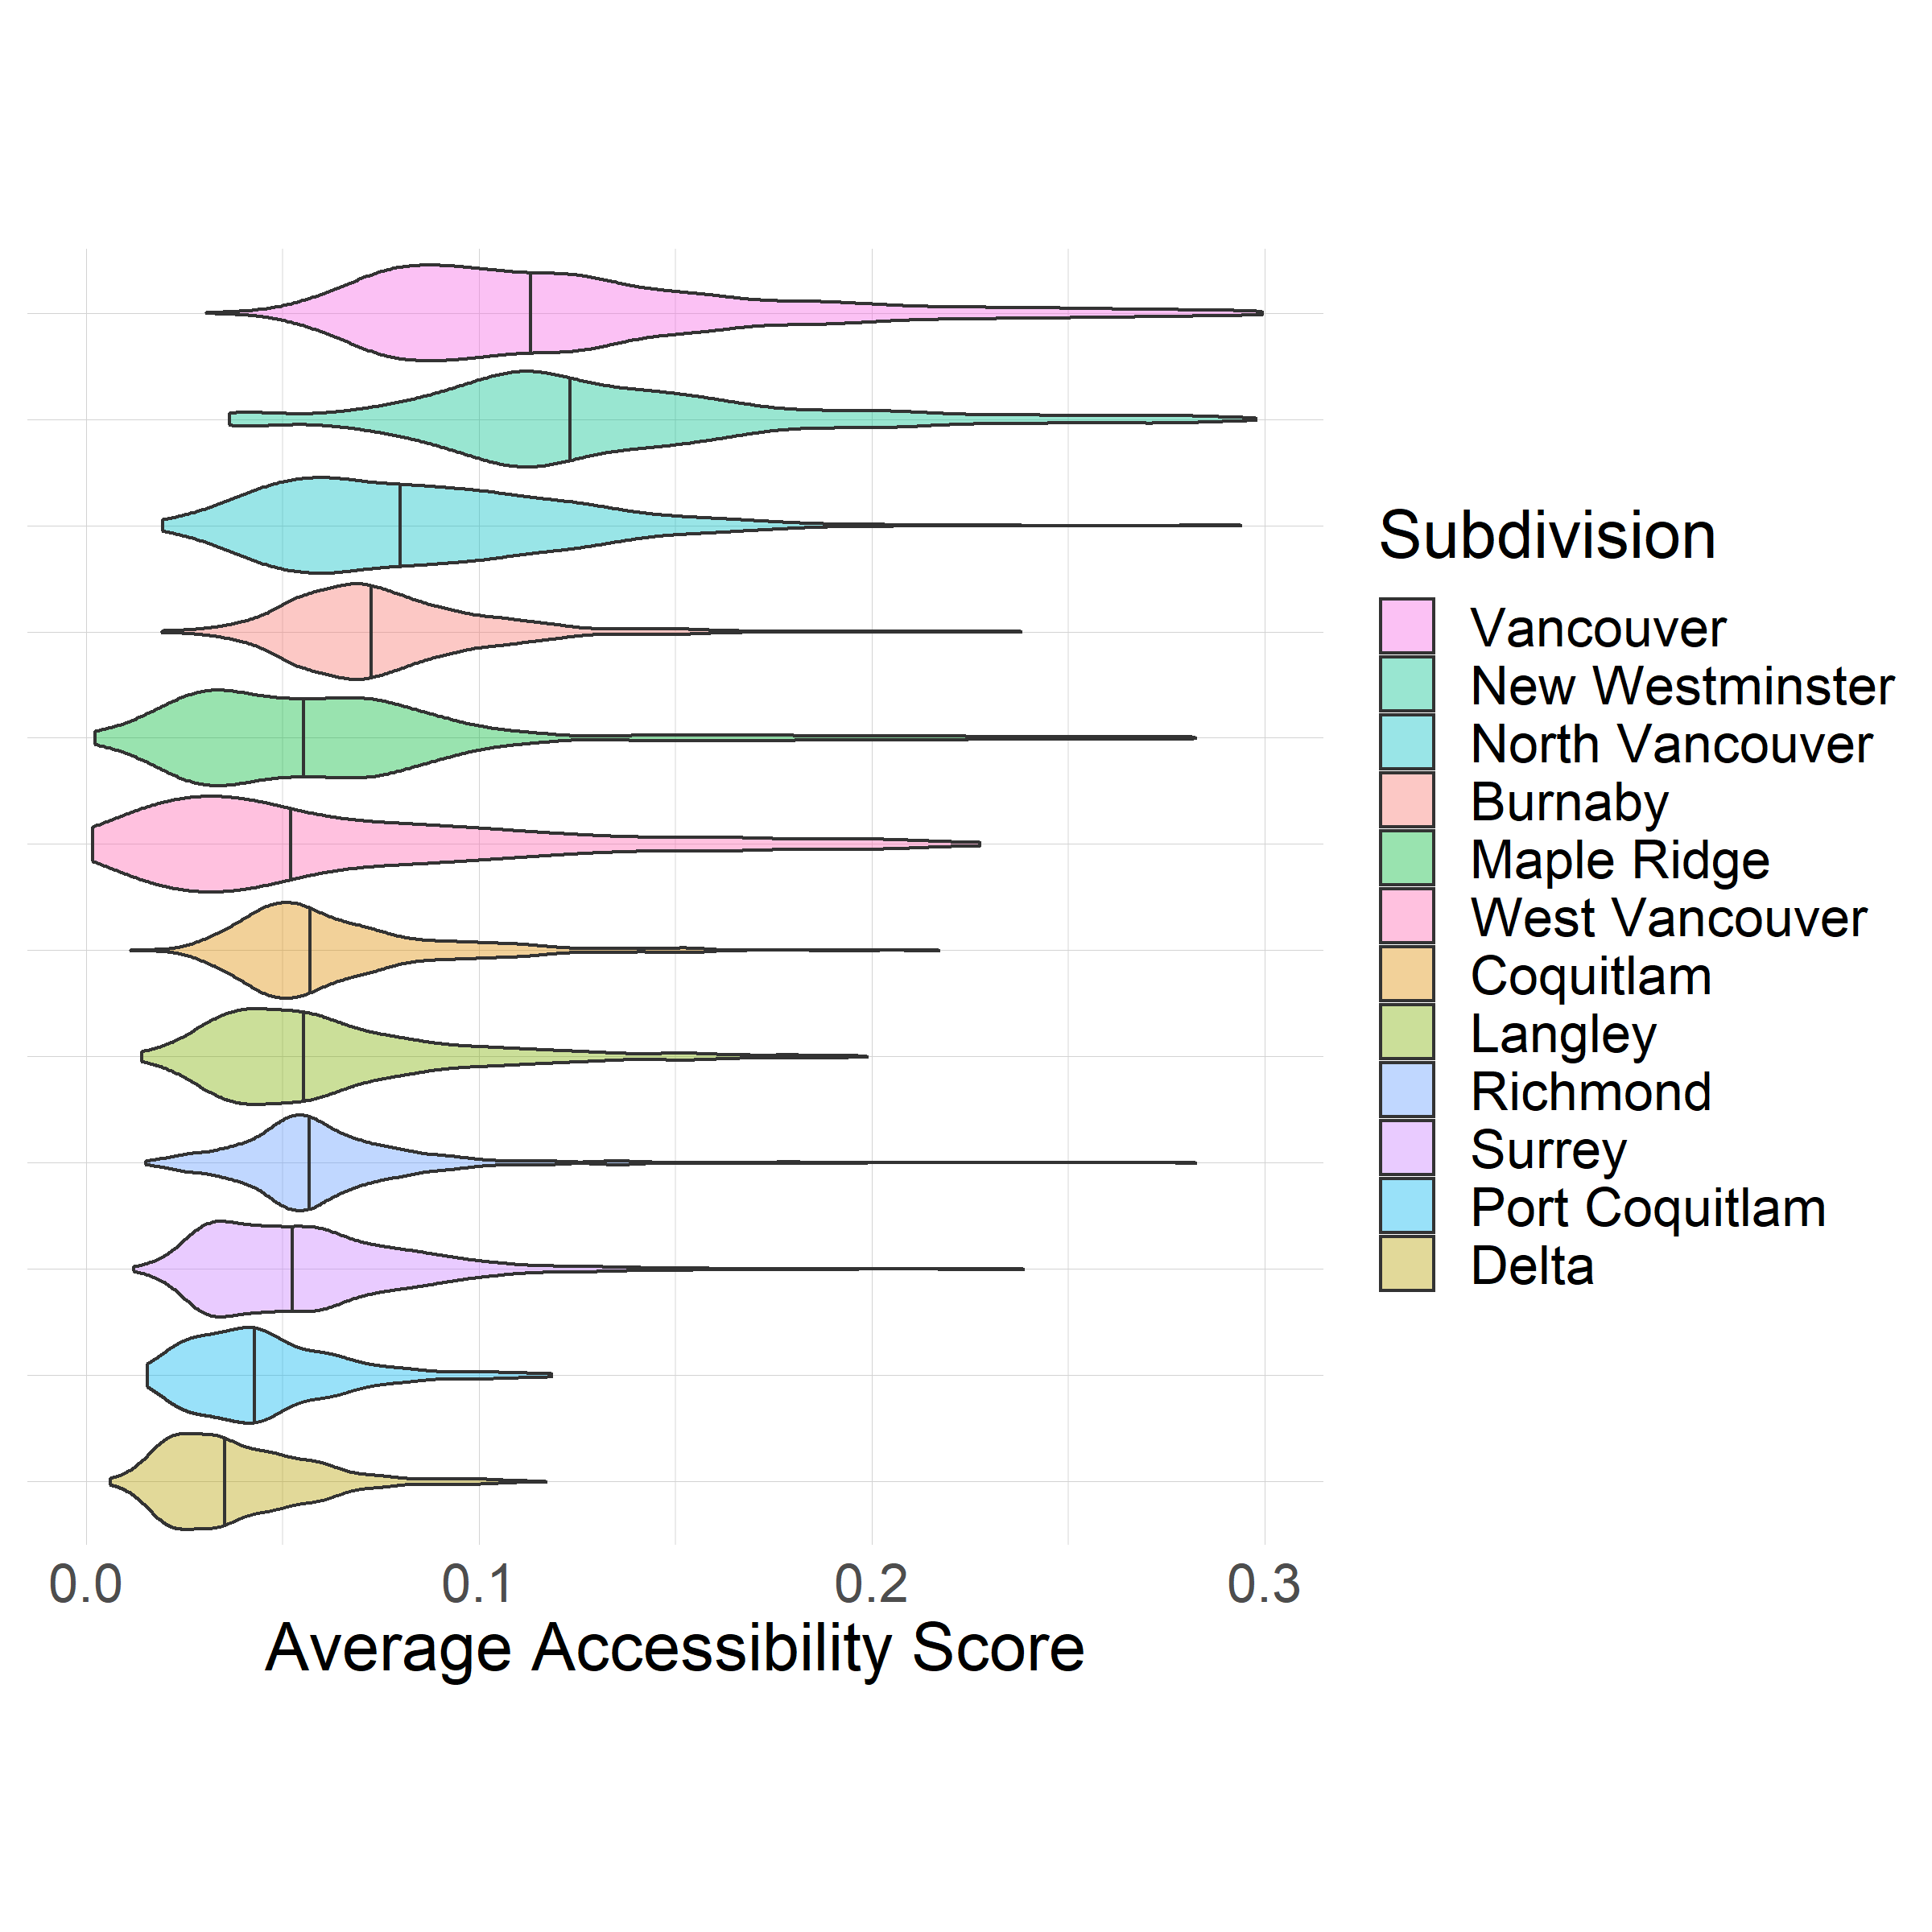 Subdivision
Vancouver
New Westminster
North Vancouver
Burnaby
Maple Ridge
West Vancouver
Coquitlam
Langley
Richmond
Surrey
Port Coquitlam
Delta
0.0 0.1 0.2 0.3
Average Accessibility Score